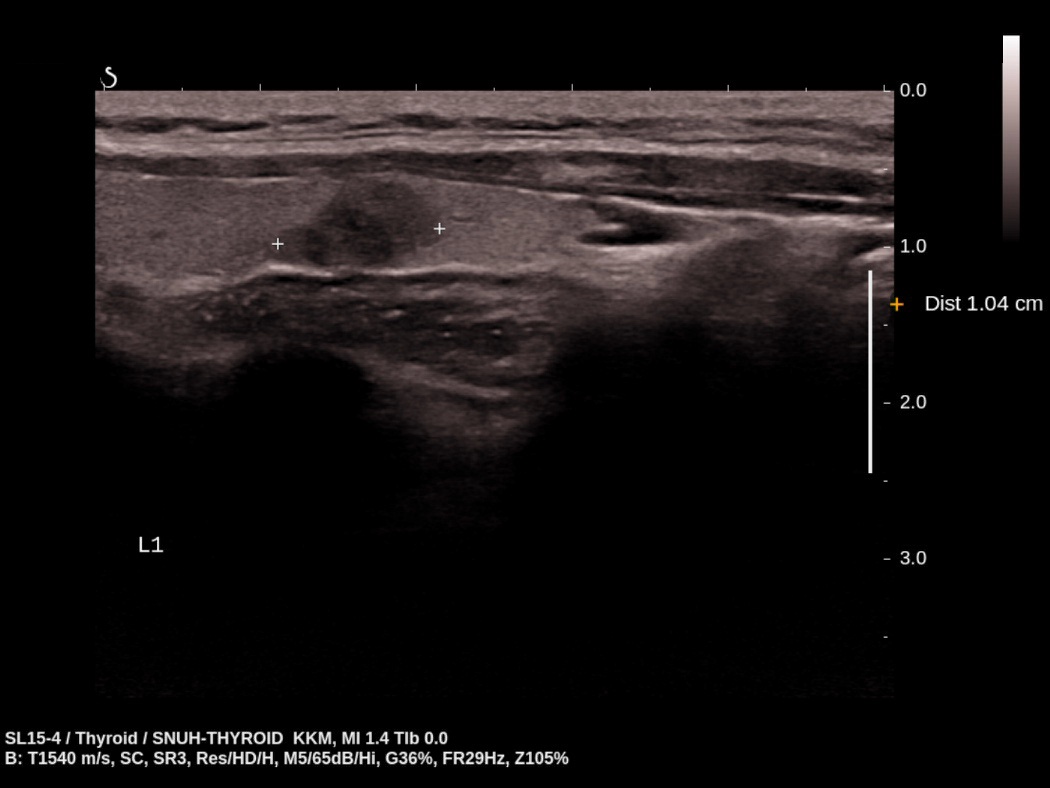 S
0.0
1.0
Dist 1.04 cm
2.0
L1
3.0
SL15-4 / Thyroid / SNUH-THYROID KKM, MI 1.4 TIb 0.0
B: T1540 m/s, SC, SR3, Res/HD/H, M5/65dB/Hi, G36%, FR29Hz, Z105%